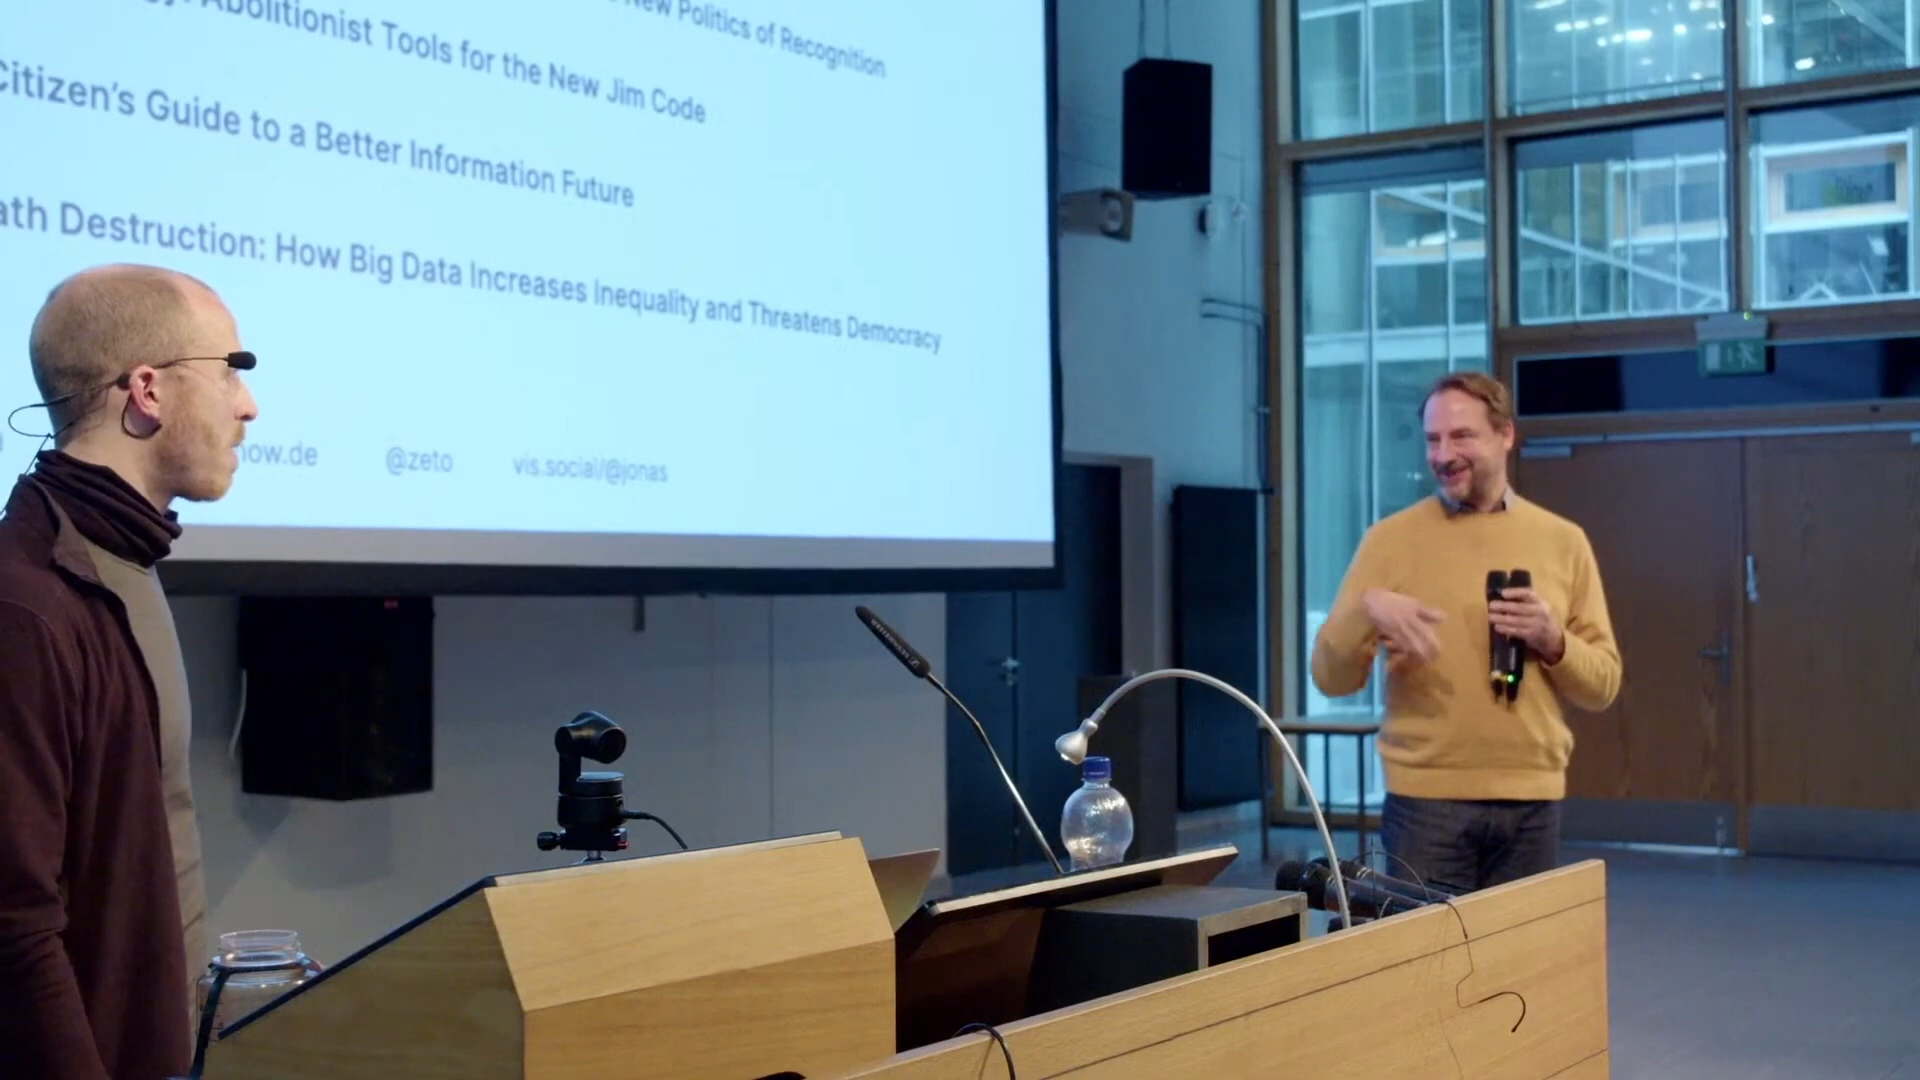 New Politics of Recognition
Abolitionist Tools for the New Jim Code
Citizen's Guide to a Better Information Future
ath Destruction: How Big Data Increases Inequality and Threatens Democracy
now.de @zeto vis.social/@jonas